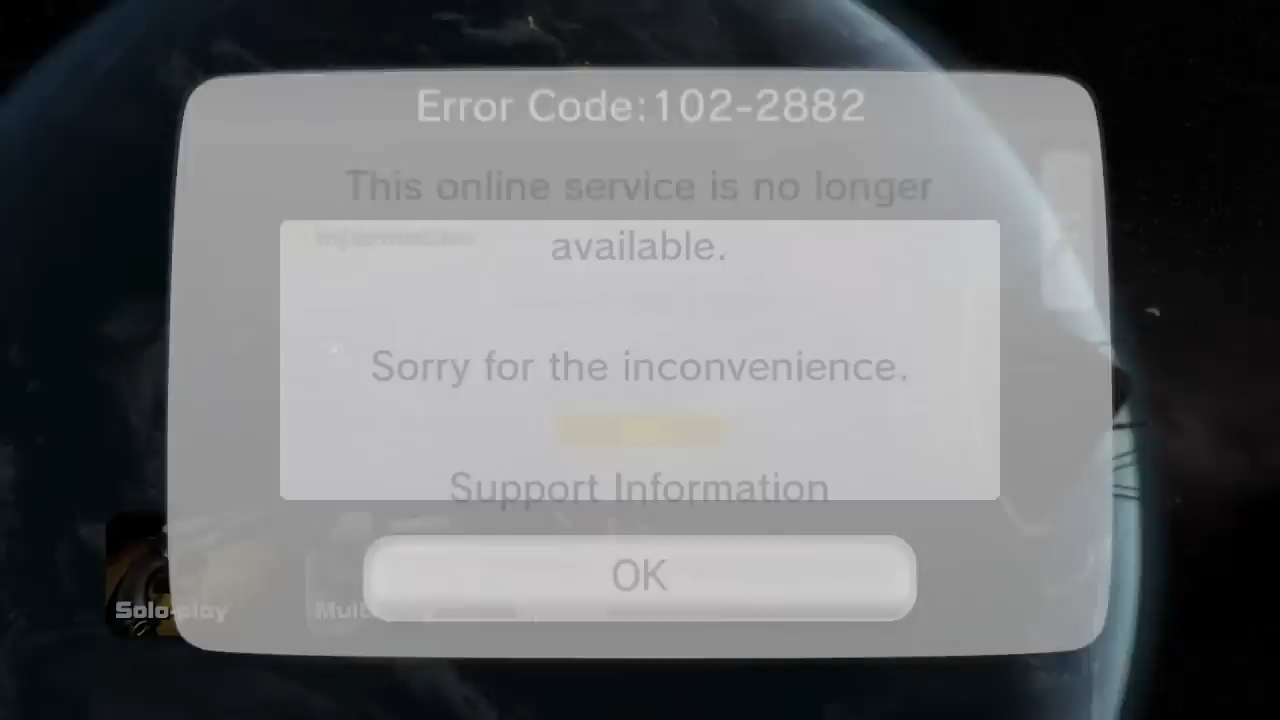 Error Code:102-2882
This online service is no longer
Information
available.
Sorry for the inconvenience.
Support Information
OK
Solo-play